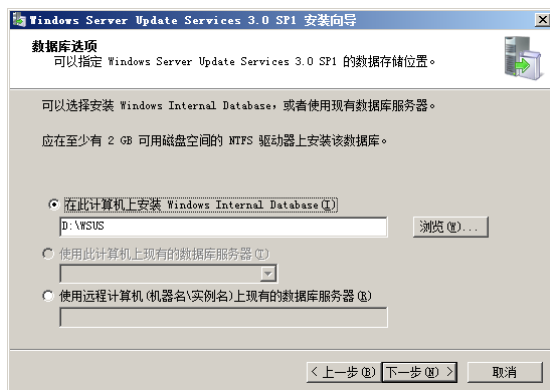 Windows Server Update Services 3.0 SP1 安装向导
数据库选项
可以指定 Windows Server Update Services 3.0 SP1 的数据存储位置。
可以选择安装 Windows Internal Database，或者使用现有数据库服务器。
应在至少有 2 GB 可用磁盘空间的 NTFS 驱动器上安装该数据库。
在此计算机上安装 Windows Internal Database(I)
D:\WSUS
浏览(W)...
使用此计算机上现有的数据库服务器(T)
使用远程计算机(机器名\实例名)上现有的数据库服务器(R)
< 上一步(B) 下一步(N) > 取消